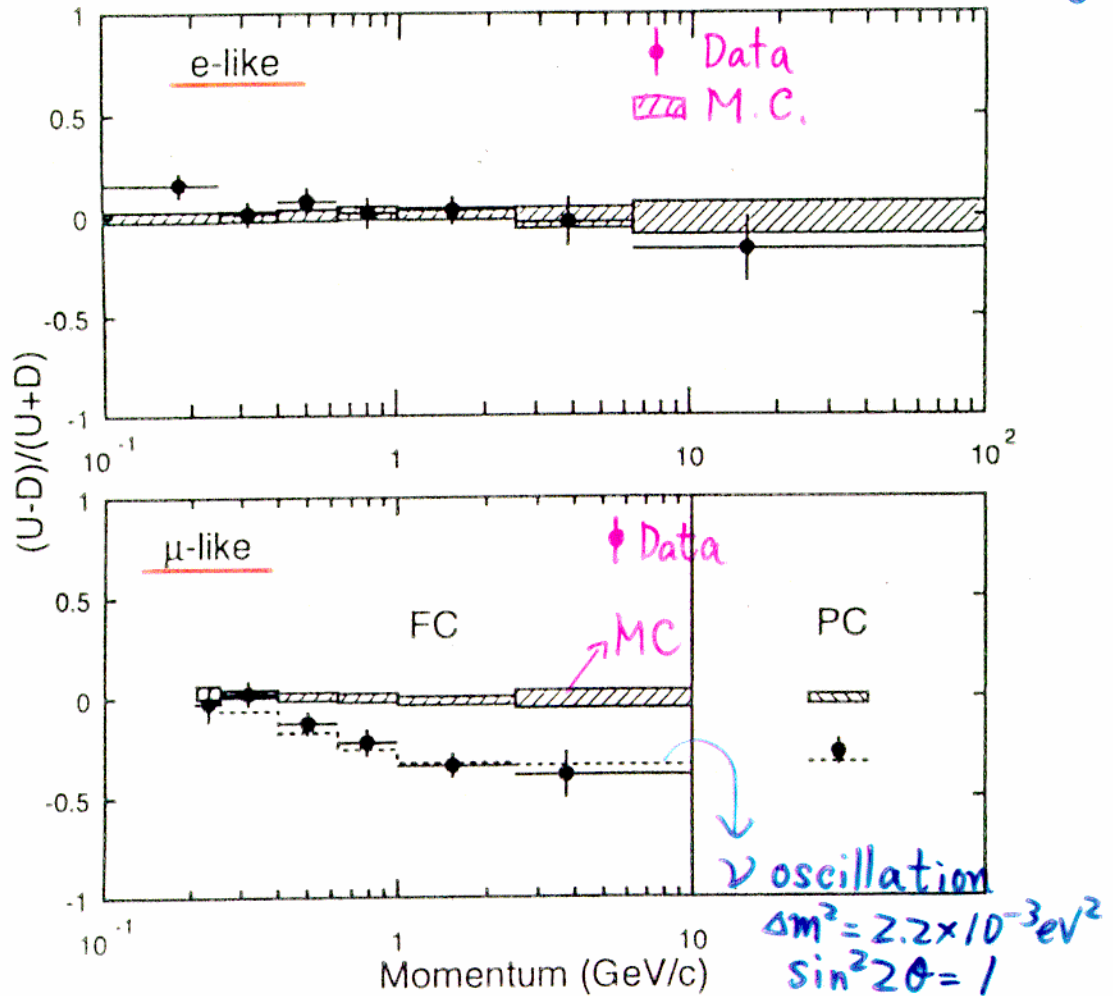 1
e-like
Data
M.C.
0.5
0
-0.5
-1
10⁻¹
1
10
10²
(U-D)/(U+D)
1
μ-like
Data
0.5
FC
MC
PC
0
-0.5
-1
ν oscillation
Δm² = 2.2×10⁻³ eV²
sin²2θ = 1
10⁻¹
1
10
Momentum (GeV/c)